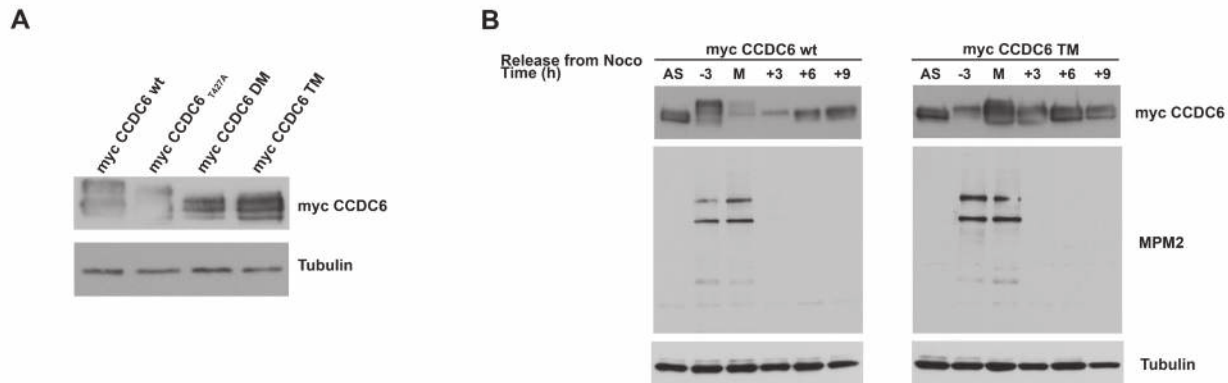 A
myc CCDC6 wt
myc CCDC6 T427A
myc CCDC6 DM
myc CCDC6 TM
myc CCDC6
Tubulin
B
myc CCDC6 wt myc CCDC6 TM
Release from Noco
Time (h) AS -3 M +3 +6 +9 AS -3 M +3 +6 +9
myc CCDC6
MPM2
Tubulin